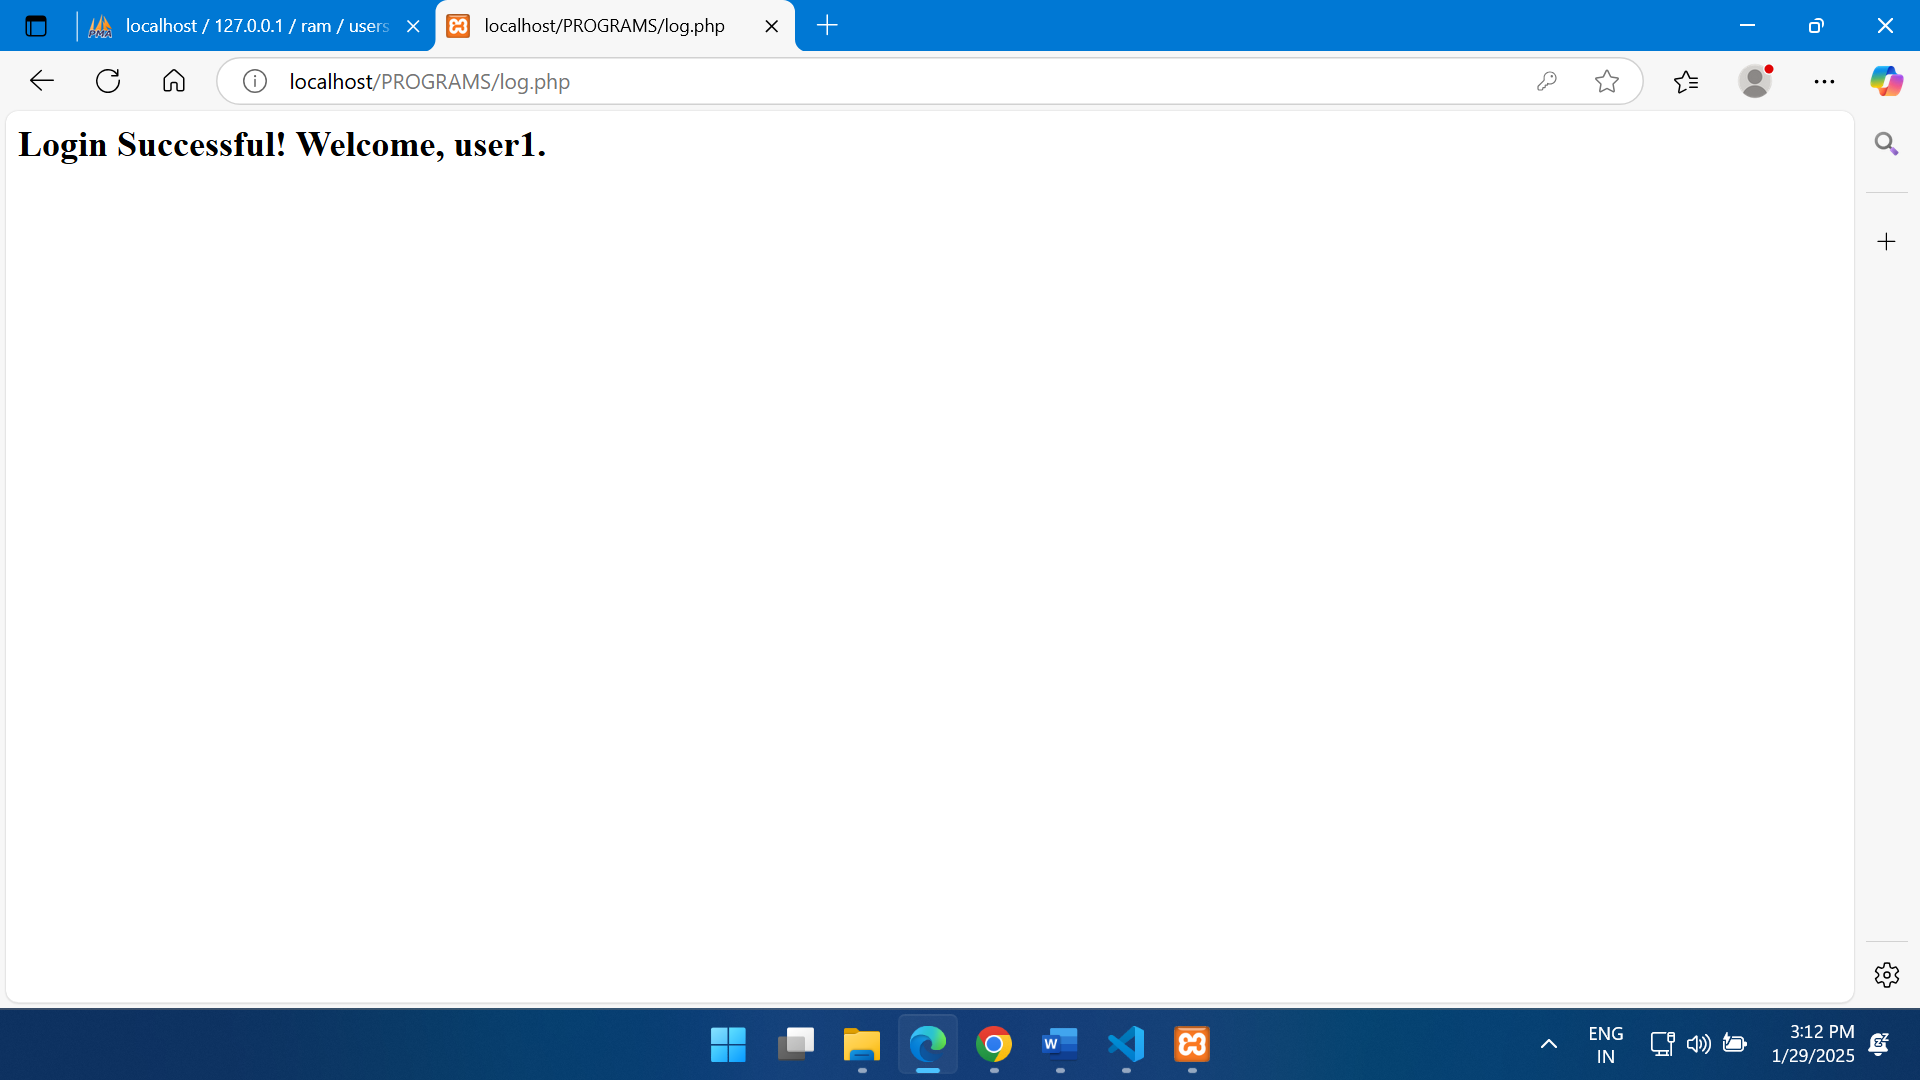 localhost / 127.0.0.1 / ram / users
localhost/PROGRAMS/log.php
localhost/PROGRAMS/log.php
Login Successful! Welcome, user1.
ENG
IN
3:12 PM
1/29/2025